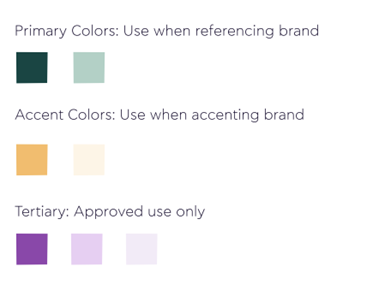 Primary Colors: Use when referencing brand
Accent Colors: Use when accenting brand
Tertiary: Approved use only